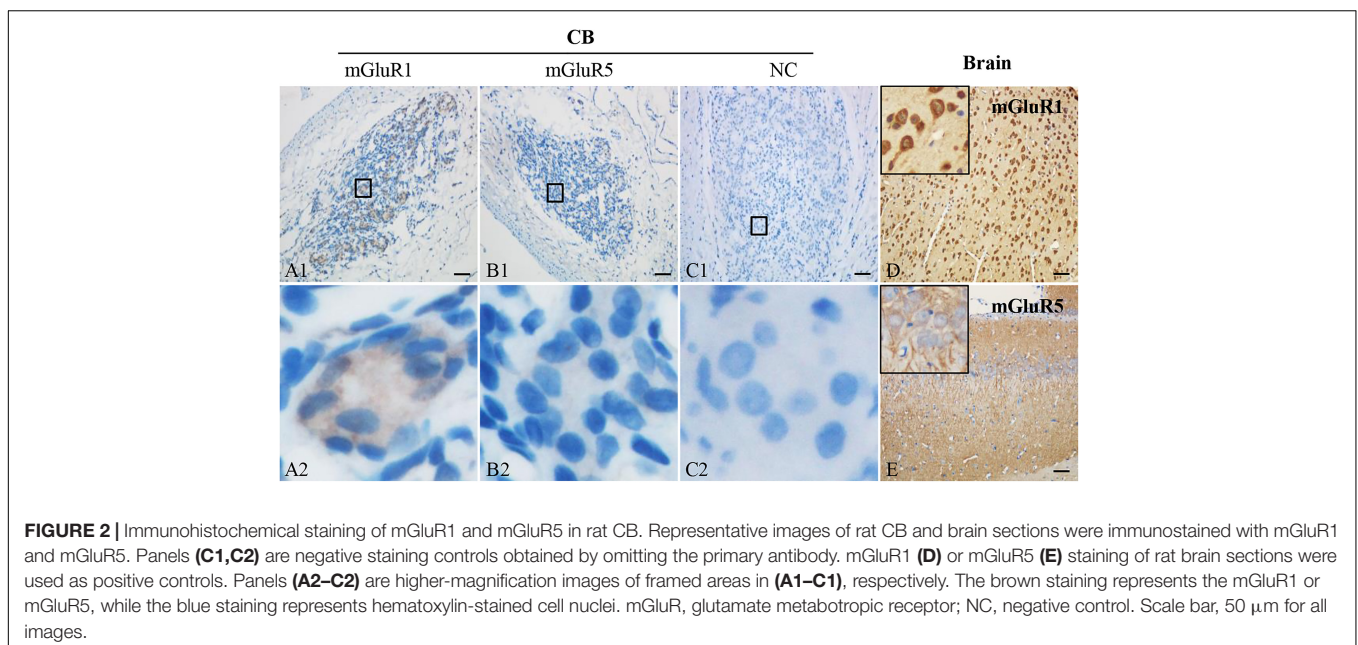 CB
mGluR1 mGluR5 NC Brain
mGluR1
A1 B1 C1 D
mGluR5
A2 B2 C2 E
FIGURE 2 | Immunohistochemical staining of mGluR1 and mGluR5 in rat CB. Representative images of rat CB and brain sections were immunostained with mGluR1
and mGluR5. Panels (C1,C2) are negative staining controls obtained by omitting the primary antibody. mGluR1 (D) or mGluR5 (E) staining of rat brain sections were
used as positive controls. Panels (A2–C2) are higher-magnification images of framed areas in (A1–C1), respectively. The brown staining represents the mGluR1 or
mGluR5, while the blue staining represents hematoxylin-stained cell nuclei. mGluR, glutamate metabotropic receptor; NC, negative control. Scale bar, 50 μm for all
images.